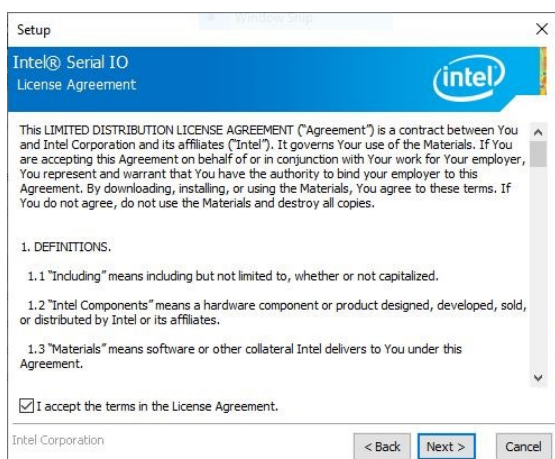 Window Snip
Setup
Intel® Serial IO
License Agreement
intel
This LIMITED DISTRIBUTION LICENSE AGREEMENT ("Agreement") is a contract between You
and Intel Corporation and its affiliates ("Intel"). It governs Your use of the Materials. If You
are accepting this Agreement on behalf of or in conjunction with Your work for Your employer,
You represent and warrant that You have the authority to bind your employer to this
Agreement. By downloading, installing, or using the Materials, You agree to these terms. If
You do not agree, do not use the Materials and destroy all copies.
1. DEFINITIONS.
1.1 "Including" means including but not limited to, whether or not capitalized.
1.2 "Intel Components" means a hardware component or product designed, developed, sold,
or distributed by Intel or its affiliates.
1.3 "Materials" means software or other collateral Intel delivers to You under this
Agreement.
I accept the terms in the License Agreement.
Intel Corporation
< Back Next > Cancel